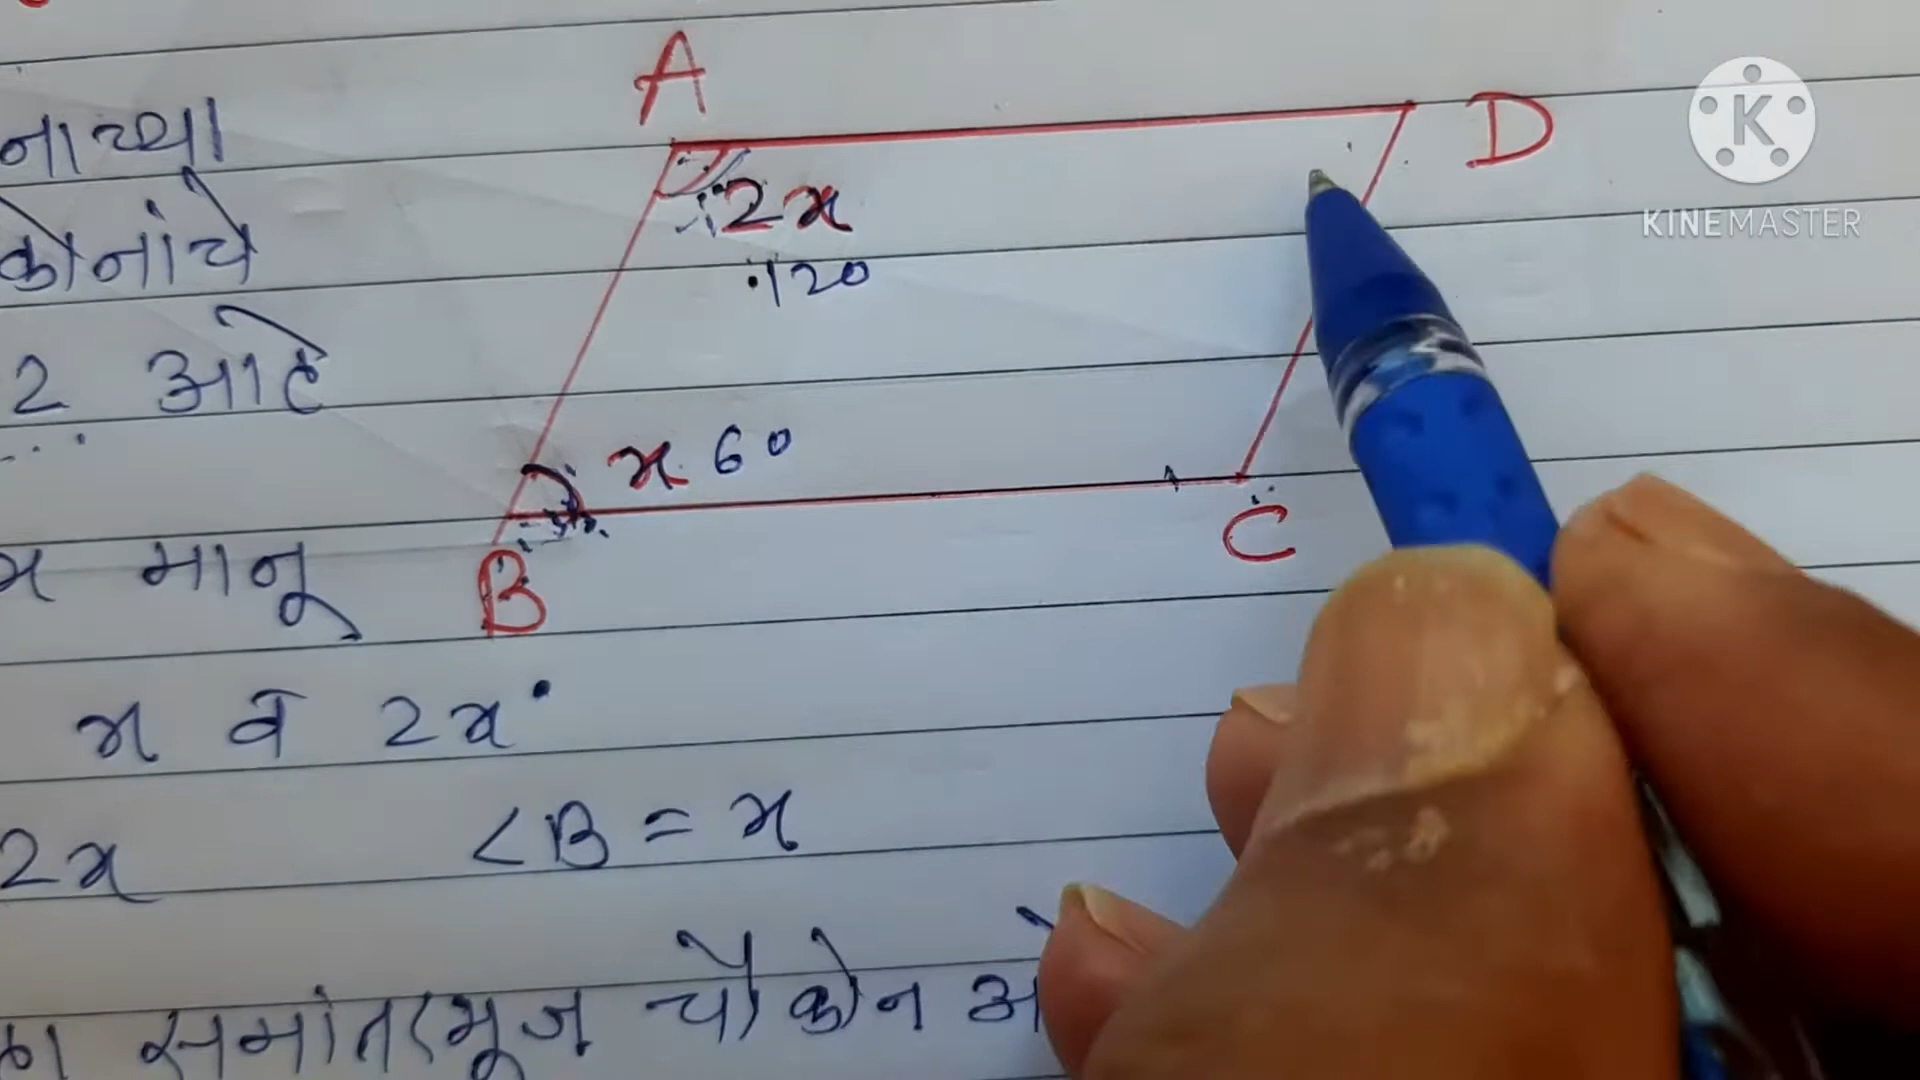 A D
नाच्या
2x
कोनांचे
120
2 आहे
x 60
C
x मानू
B
x व 2x°
2x <B = x
समांतरभूज चौकोन
K
KINEMASTER